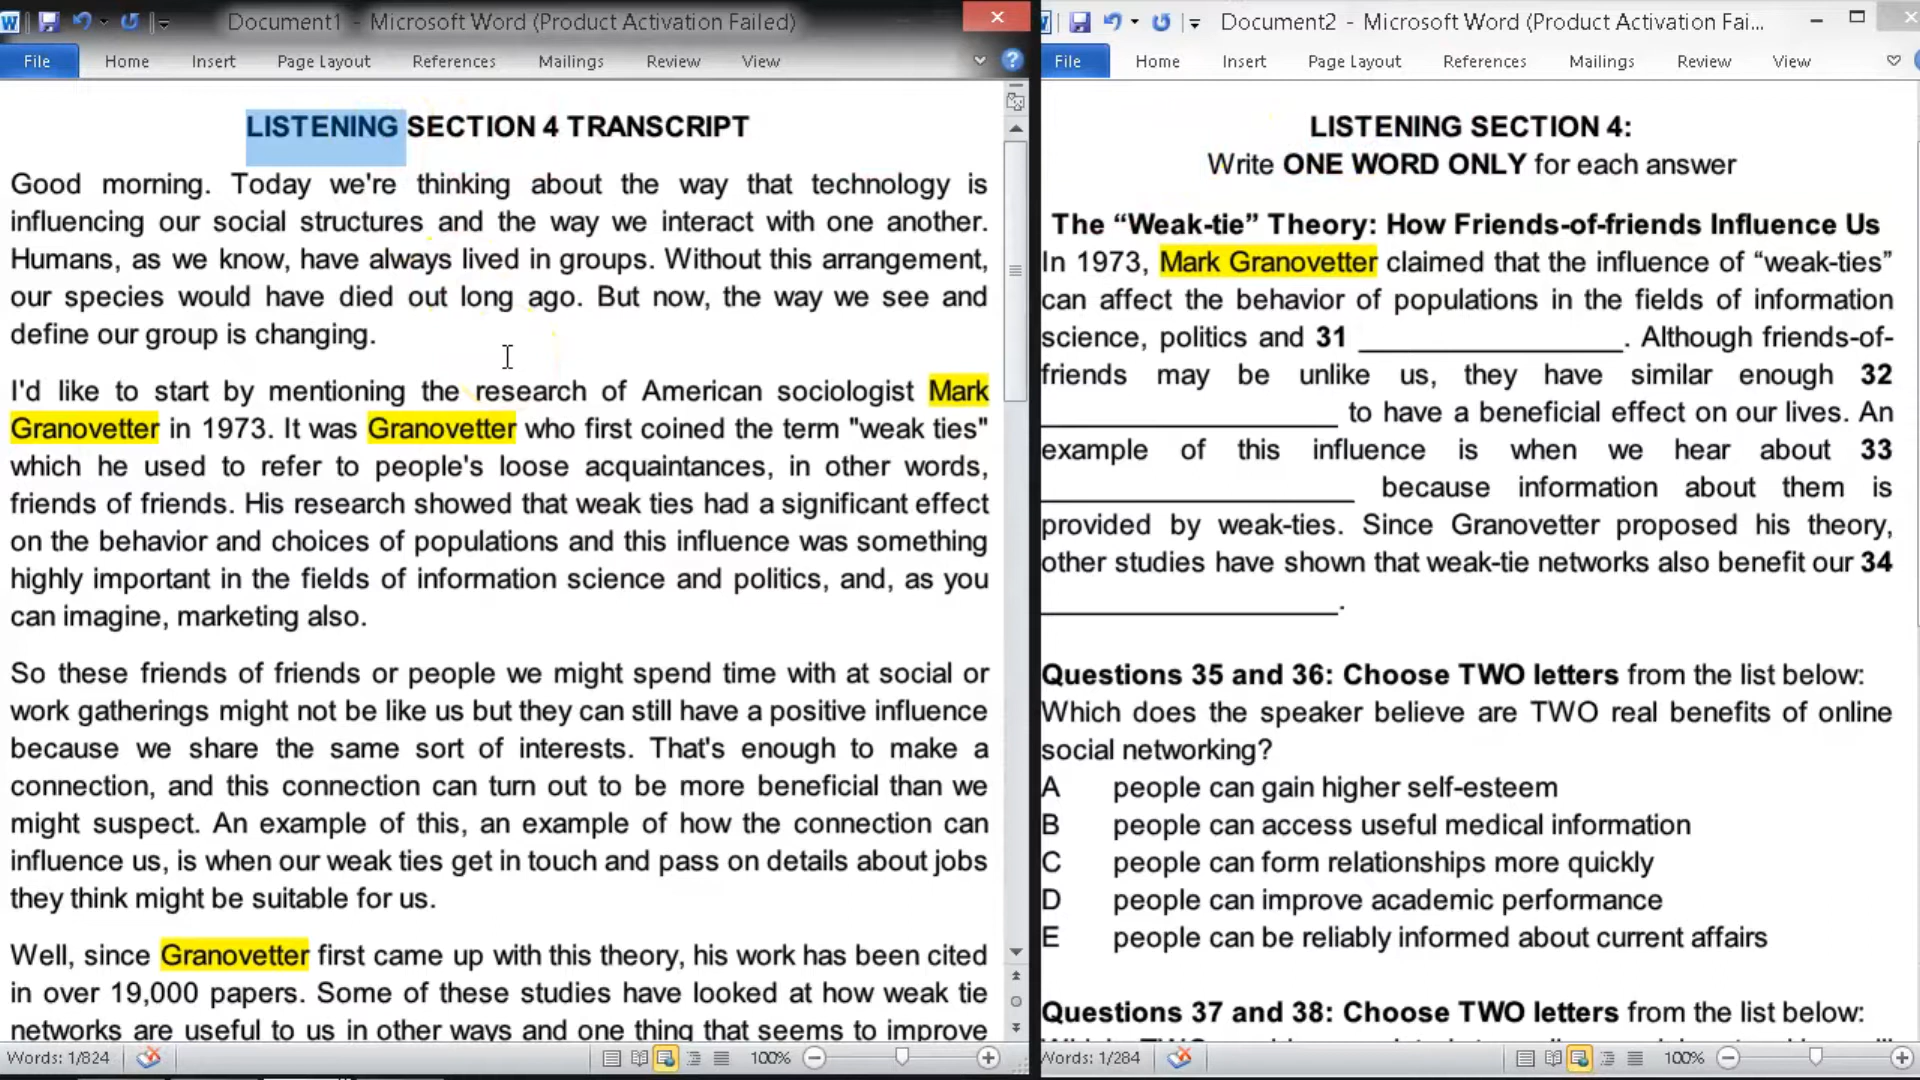 Document1 - Microsoft Word (Product Activation Failed)
File Home Insert Page Layout References Mailings Review View
LISTENING SECTION 4 TRANSCRIPT
Good morning. Today we're thinking about the way that technology is
influencing our social structures and the way we interact with one another.
Humans, as we know, have always lived in groups. Without this arrangement,
our species would have died out long ago. But now, the way we see and
define our group is changing.
I'd like to start by mentioning the research of American sociologist Mark
Granovetter in 1973. It was Granovetter who first coined the term "weak ties"
which he used to refer to people's loose acquaintances, in other words,
friends of friends. His research showed that weak ties had a significant effect
on the behavior and choices of populations and this influence was something
highly important in the fields of information science and politics, and, as you
can imagine, marketing also.
So these friends of friends or people we might spend time with at social or
work gatherings might not be like us but they can still have a positive influence
because we share the same sort of interests. That's enough to make a
connection, and this connection can turn out to be more beneficial than we
might suspect. An example of this, an example of how the connection can
influence us, is when our weak ties get in touch and pass on details about jobs
they think might be suitable for us.
Well, since Granovetter first came up with this theory, his work has been cited
in over 19,000 papers. Some of these studies have looked at how weak tie
networks are useful to us in other ways and one thing that seems to improve
Words: 1/824 100%
Document2 - Microsoft Word (Product Activation Fai...
File Home Insert Page Layout References Mailings Review View
LISTENING SECTION 4:
Write ONE WORD ONLY for each answer
The “Weak-tie” Theory: How Friends-of-friends Influence Us
In 1973, Mark Granovetter claimed that the influence of “weak-ties”
can affect the behavior of populations in the fields of information
science, politics and 31 ________________. Although friends-of-
friends may be unlike us, they have similar enough 32
__________________ to have a beneficial effect on our lives. An
example of this influence is when we hear about 33
___________________ because information about them is
provided by weak-ties. Since Granovetter proposed his theory,
other studies have shown that weak-tie networks also benefit our 34
__________________.
Questions 35 and 36: Choose TWO letters from the list below:
Which does the speaker believe are TWO real benefits of online
social networking?
A people can gain higher self-esteem
B people can access useful medical information
C people can form relationships more quickly
D people can improve academic performance
E people can be reliably informed about current affairs
Questions 37 and 38: Choose TWO letters from the list below:
Words: 1/284 100%